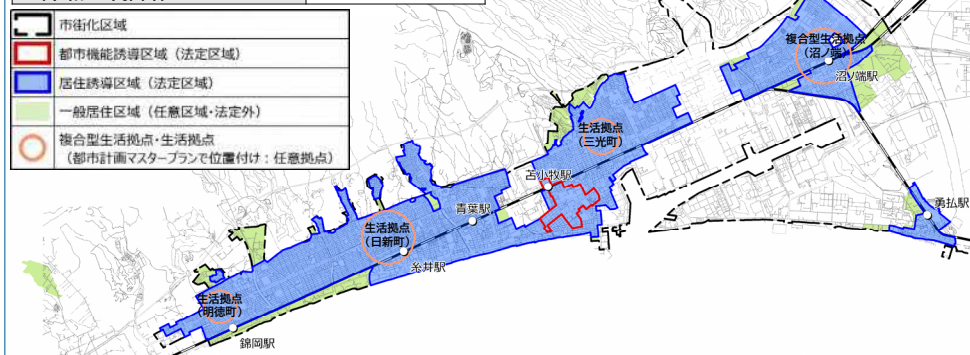 市街化区域
都市機能誘導区域（法定区域）
居住誘導区域（法定区域）
一般居住区域（任意区域・法定外）
複合型生活拠点・生活拠点
（都市計画マスタープランで位置付け：任意拠点）
複合型生活拠点
（沼ノ端）
沼ノ端駅
生活拠点
（三光町）
苫小牧駅
勇払駅
青葉駅
生活拠点
（日新町）
糸井駅
生活拠点
（明徳町）
錦岡駅